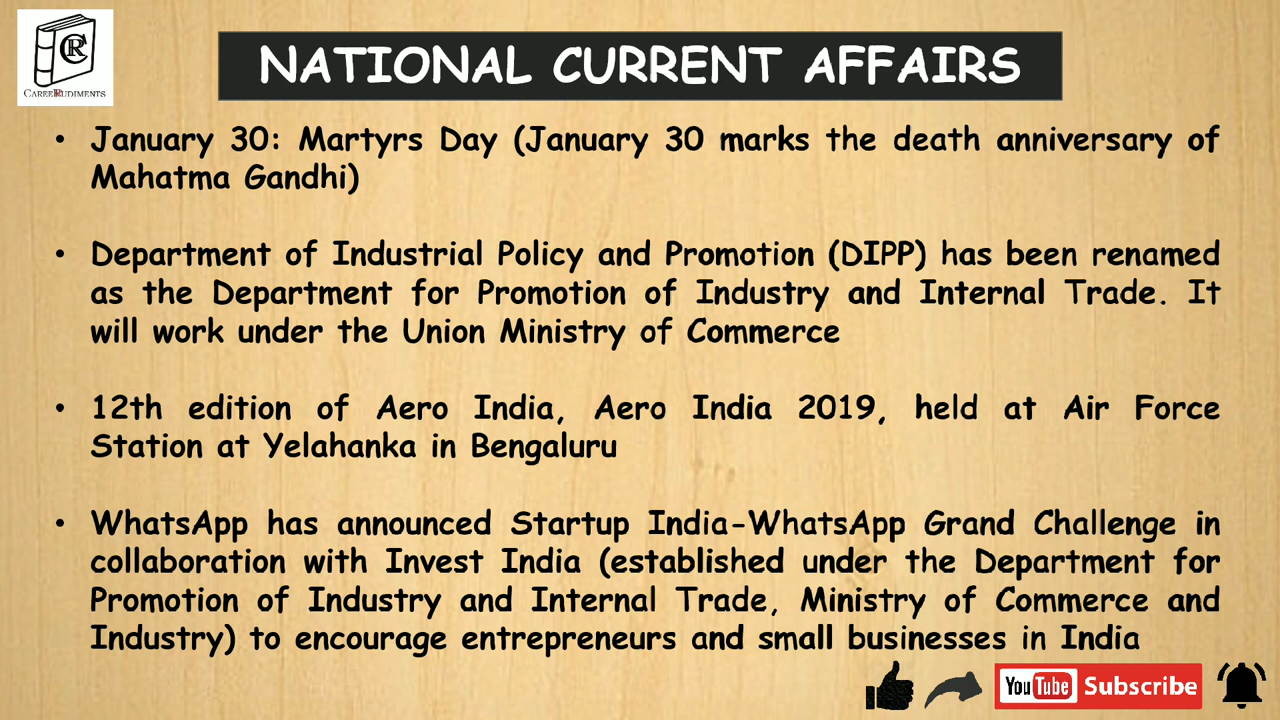 CR
CAREERUDIMENTS
NATIONAL CURRENT AFFAIRS
• January 30: Martyrs Day (January 30 marks the death anniversary of
Mahatma Gandhi)
• Department of Industrial Policy and Promotion (DIPP) has been renamed
as the Department for Promotion of Industry and Internal Trade. It
will work under the Union Ministry of Commerce
• 12th edition of Aero India, Aero India 2019, held at Air Force
Station at Yelahanka in Bengaluru
• WhatsApp has announced Startup India-WhatsApp Grand Challenge in
collaboration with Invest India (established under the Department for
Promotion of Industry and Internal Trade, Ministry of Commerce and
Industry) to encourage entrepreneurs and small businesses in India
YouTube Subscribe